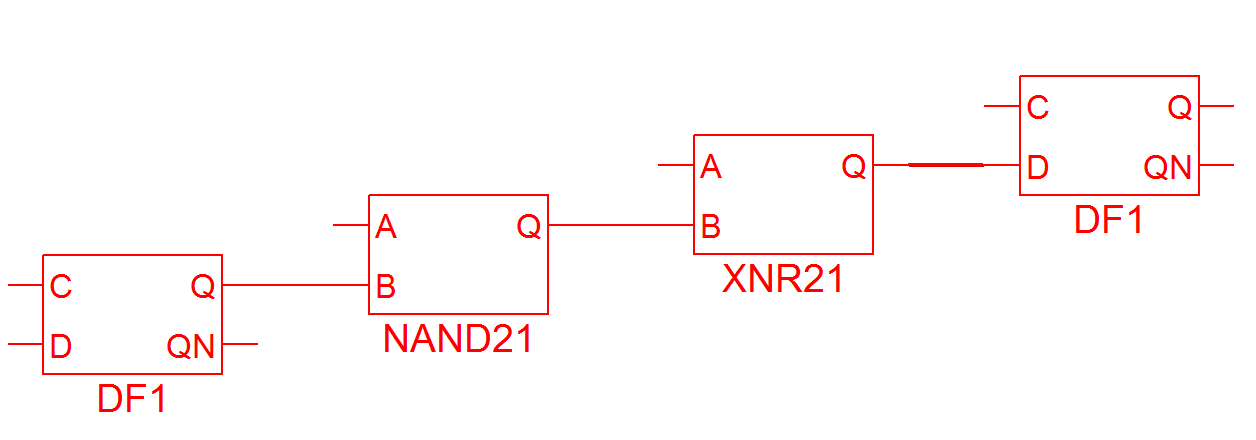 C Q
D QN
DF1
A Q
B
NAND21
A Q
B
XNR21
C Q
D QN
DF1